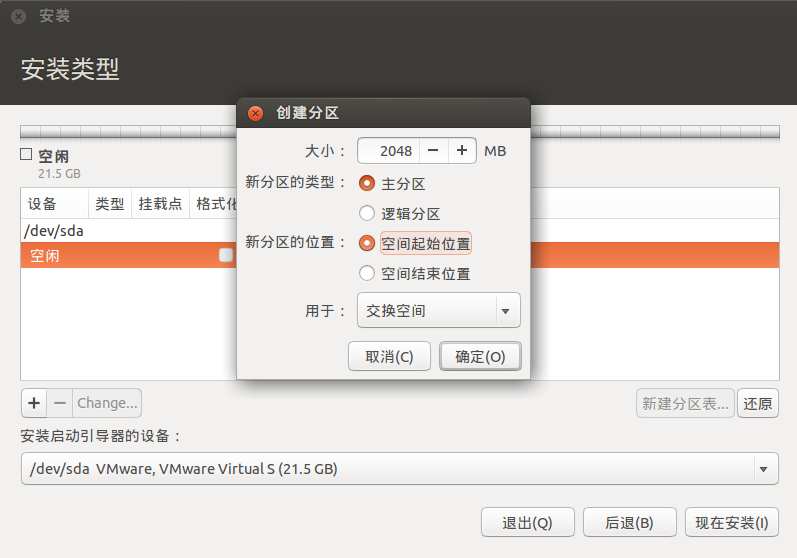 安装
安装类型
创建分区
大小： 2048 − + MB
新分区的类型： 主分区
逻辑分区
新分区的位置： 空间起始位置
空间结束位置
用于： 交换空间
取消(C) 确定(O)
空闲
21.5 GB
设备 类型 挂载点 格式化
/dev/sda
空闲
+ − Change... 新建分区表... 还原
安装启动引导器的设备：
/dev/sda VMware, VMware Virtual S (21.5 GB)
退出(Q) 后退(B) 现在安装(I)